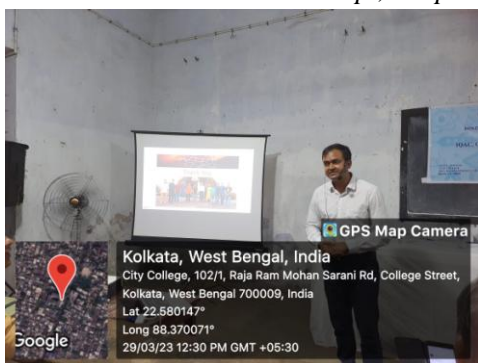 GPS Map Camera
Kolkata, West Bengal, India
City College, 102/1, Raja Ram Mohan Sarani Rd, College Street,
Kolkata, West Bengal 700009, India
Lat 22.580147°
Long 88.370071°
29/03/23 12:30 PM GMT +05:30
Google